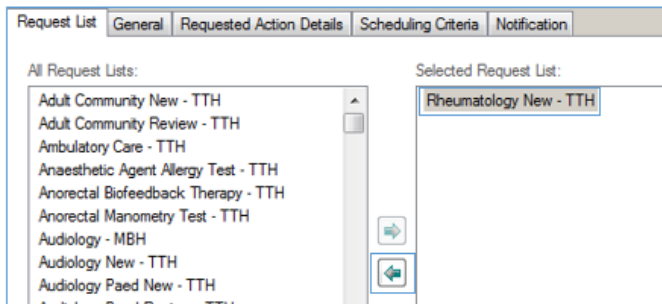 Request List General Requested Action Details Scheduling Criteria Notification
All Request Lists:
Adult Community New - TTH
Adult Community Review - TTH
Ambulatory Care - TTH
Anaesthetic Agent Allergy Test - TTH
Anorectal Biofeedback Therapy - TTH
Anorectal Manometry Test - TTH
Audiology - MBH
Audiology New - TTH
Audiology Paed New - TTH
Selected Request List:
Rheumatology New - TTH